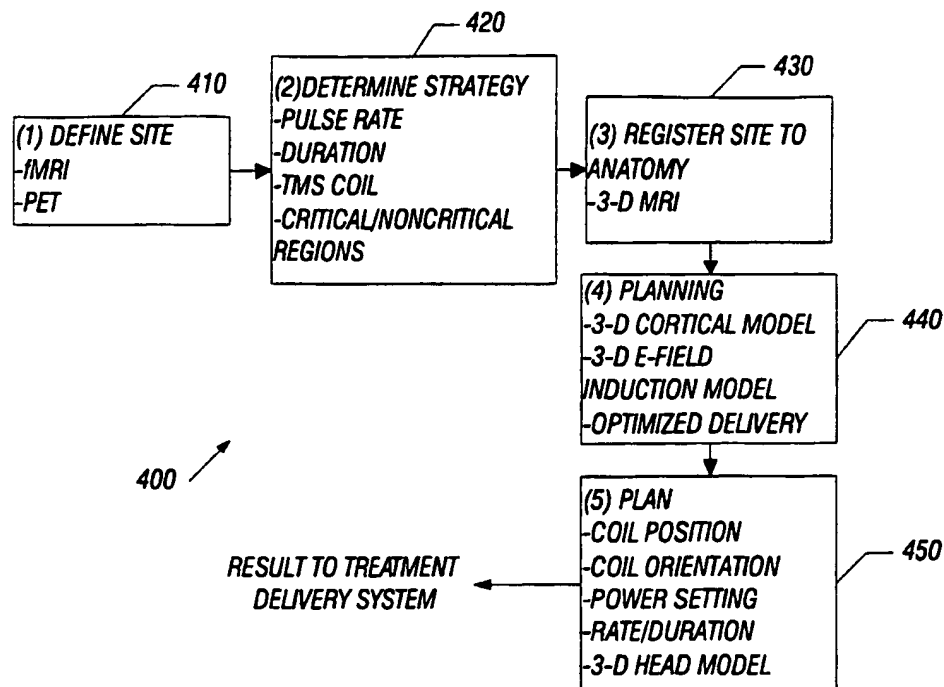 410
(1) DEFINE SITE
-fMRI
-PET
420
(2)DETERMINE STRATEGY
-PULSE RATE
-DURATION
-TMS COIL
-CRITICAL/NONCRITICAL
REGIONS
430
(3) REGISTER SITE TO
ANATOMY
-3-D MRI
440
(4) PLANNING
-3-D CORTICAL MODEL
-3-D E-FIELD
INDUCTION MODEL
-OPTIMIZED DELIVERY
450
(5) PLAN
-COIL POSITION
-COIL ORIENTATION
-POWER SETTING
-RATE/DURATION
-3-D HEAD MODEL
400
RESULT TO TREATMENT
DELIVERY SYSTEM